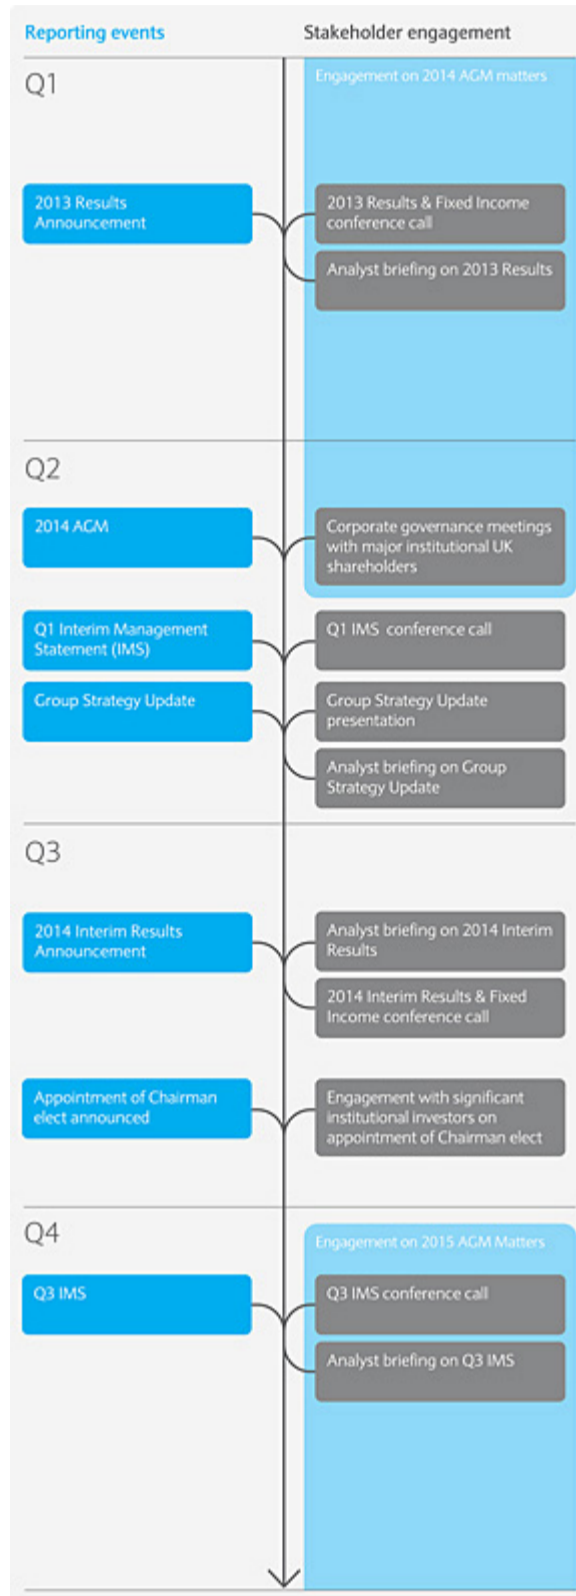 Reporting events
Stakeholder engagement
Q1
Engagement on 2014 AGM matters
2013 Results
Announcement
2013 Results & Fixed Income
conference call
Analyst briefing on 2013 Results
Q2
2014 AGM
Corporate governance meetings
with major institutional UK
shareholders
Q1 Interim Management
Statement (IMS)
Q1 IMS conference call
Group Strategy Update
Group Strategy Update
presentation
Analyst briefing on Group
Strategy Update
Q3
2014 Interim Results
Announcement
Analyst briefing on 2014 Interim
Results
2014 Interim Results & Fixed
Income conference call
Appointment of Chairman
elect announced
Engagement with significant
institutional investors on
appointment of Chairman elect
Q4
Engagement on 2015 AGM Matters
Q3 IMS
Q3 IMS conference call
Analyst briefing on Q3 IMS